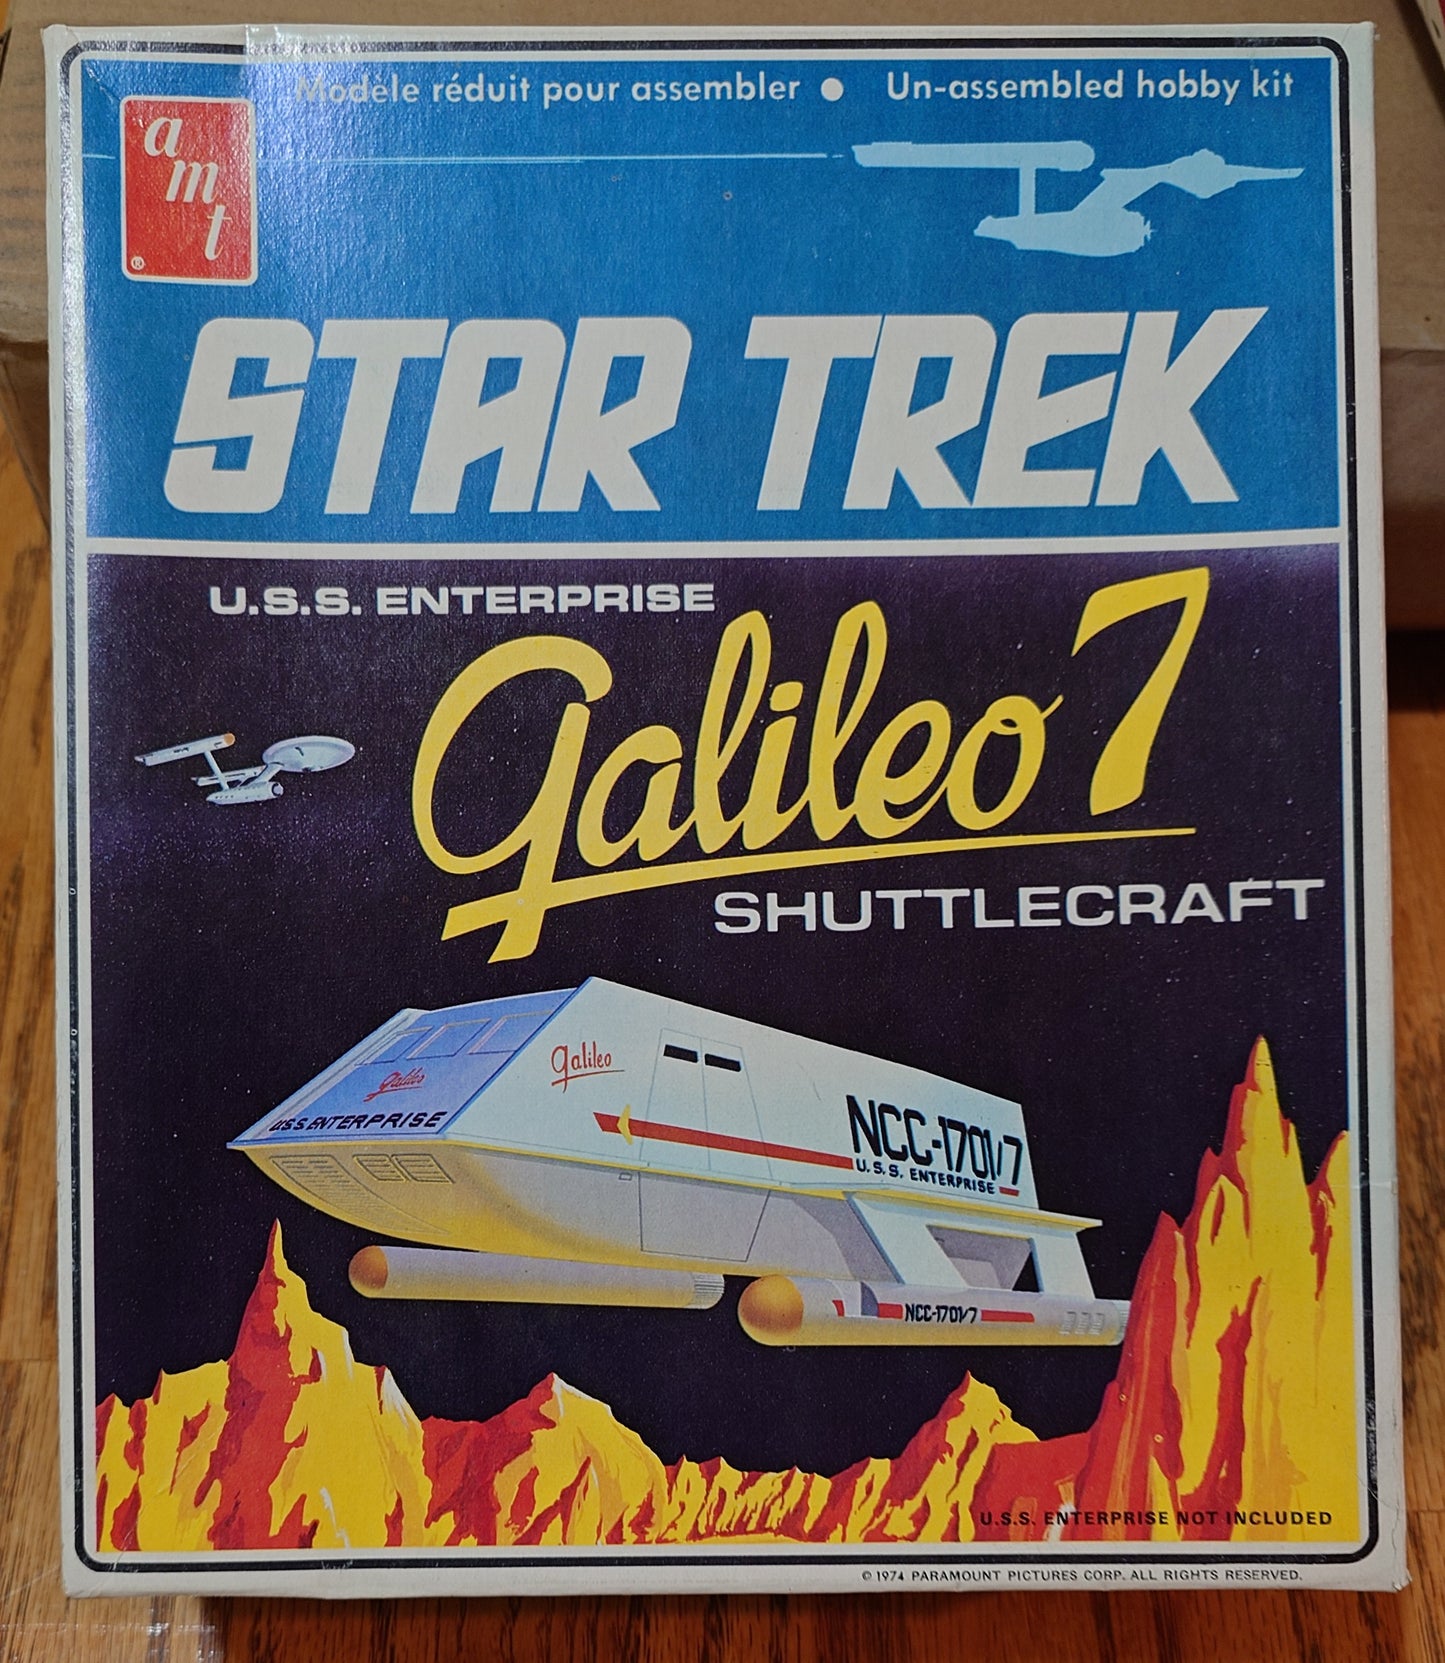 Modèle réduit pour assembler ● Un-assembled hobby kit
amt
®
STAR TREK
U.S.S. ENTERPRISE
Galileo 7
SHUTTLECRAFT
galileo
galileo
U.S.S. ENTERPRISE
NCC-1701/7
U.S.S. ENTERPRISE
NCC-1701/7
U.S.S. ENTERPRISE NOT INCLUDED
© 1974 PARAMOUNT PICTURES CORP. ALL RIGHTS RESERVED.